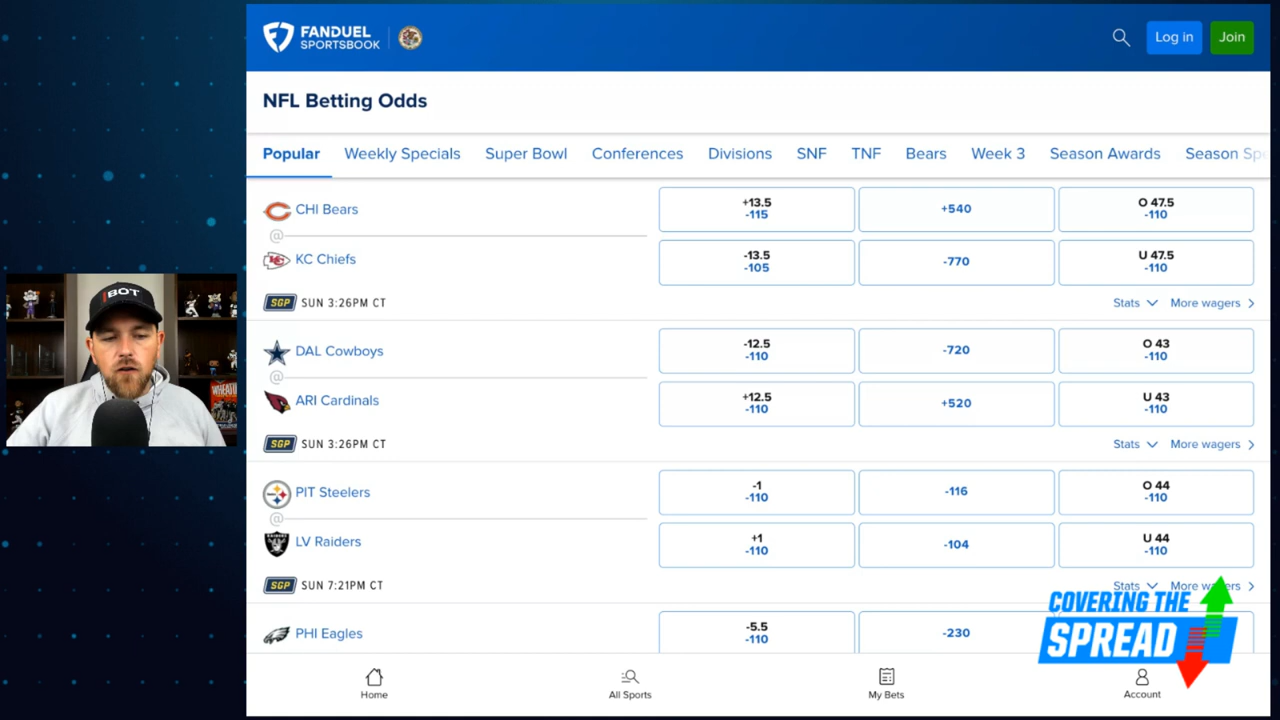 FANDUEL
SPORTSBOOK
Log in
Join
NFL Betting Odds
Popular Weekly Specials Super Bowl Conferences Divisions SNF TNF Bears Week 3 Season Awards Season Sp
CHI Bears
+13.5
-115
+540
O 47.5
-110
@
KC Chiefs
-13.5
-105
-770
U 47.5
-110
SGP SUN 3:26PM CT
Stats More wagers
DAL Cowboys
-12.5
-110
-720
O 43
-110
@
ARI Cardinals
+12.5
-110
+520
U 43
-110
SGP SUN 3:26PM CT
Stats More wagers
PIT Steelers
-1
-110
-116
O 44
-110
@
LV Raiders
+1
-110
-104
U 44
-110
SGP SUN 7:21PM CT
Stats More wagers
PHI Eagles
-5.5
-110
-230
COVERING THE
SPREAD
Home
All Sports
My Bets
Account
BOT